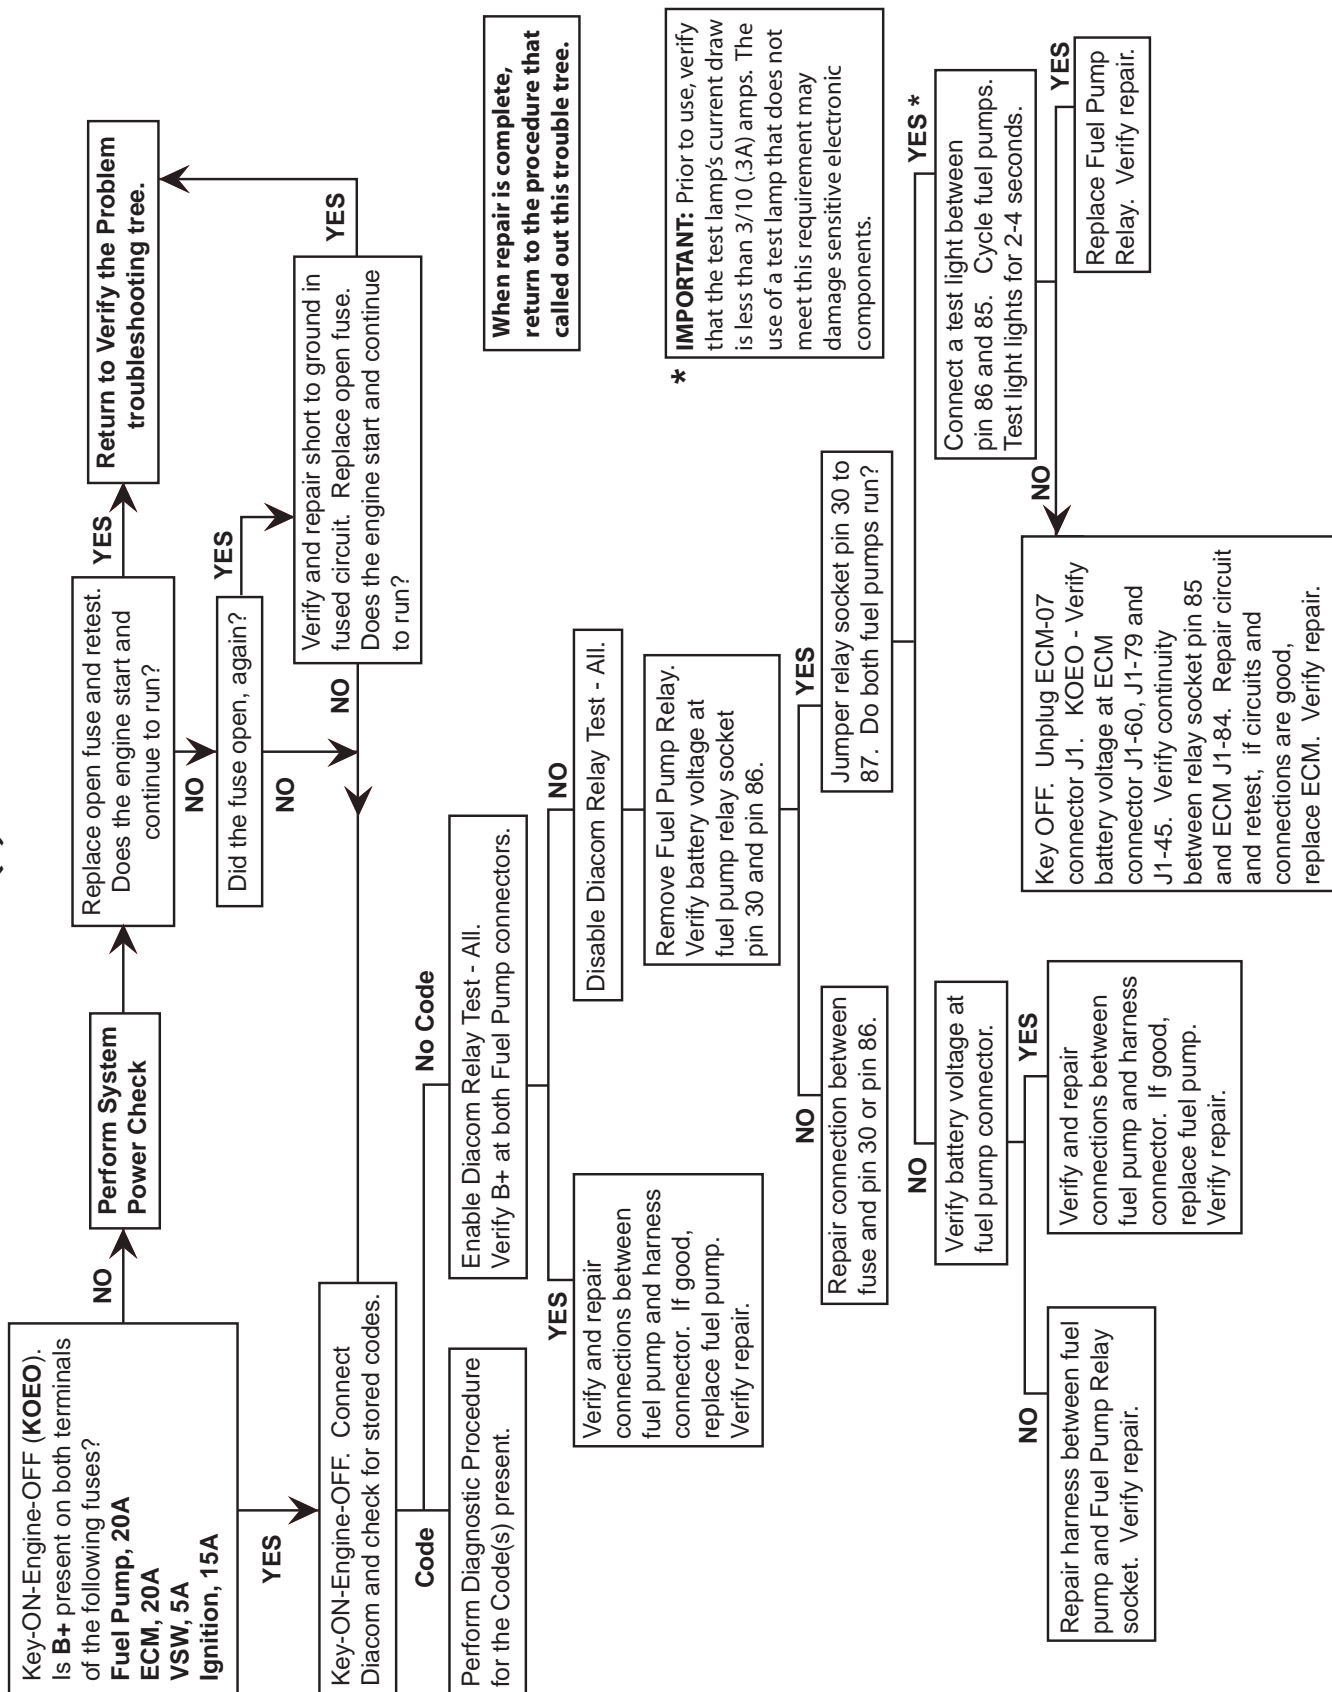 Key-ON-Engine-OFF (KOEO).
Is B+ present on both terminals
of the following fuses?
Fuel Pump, 20A
ECM, 20A
VSW, 5A
Ignition, 15A
NO
Perform System
Power Check
Replace open fuse and retest.
Does the engine start and
continue to run?
YES
Return to Verify the Problem
troubleshooting tree.
NO
Did the fuse open, again?
YES
NO
Verify and repair short to ground in
fused circuit. Replace open fuse.
Does the engine start and continue
to run?
YES
NO
YES
Key-ON-Engine-OFF. Connect
Diacom and check for stored codes.
Code
No Code
Perform Diagnostic Procedure
for the Code(s) present.
Enable Diacom Relay Test - All.
Verify B+ at both Fuel Pump connectors.
When repair is complete,
return to the procedure that
called out this trouble tree.
YES
NO
Verify and repair
connections between
fuel pump and harness
connector. If good,
replace fuel pump.
Verify repair.
Disable Diacom Relay Test - All.
Remove Fuel Pump Relay.
Verify battery voltage at
fuel pump relay socket
pin 30 and pin 86.
* IMPORTANT: Prior to use, verify
that the test lamp's current draw
is less than 3/10 (.3A) amps. The
use of a test lamp that does not
meet this requirement may
damage sensitive electronic
components.
NO
YES
Repair connection between
fuse and pin 30 or pin 86.
Jumper relay socket pin 30 to
87. Do both fuel pumps run?
NO
YES *
Verify battery voltage at
fuel pump connector.
Connect a test light between
pin 86 and 85. Cycle fuel pumps.
Test light lights for 2-4 seconds.
NO
YES
NO
YES
Repair harness between fuel
pump and Fuel Pump Relay
socket. Verify repair.
Verify and repair
connections between
fuel pump and harness
connector. If good,
replace fuel pump.
Verify repair.
Key OFF. Unplug ECM-07
connector J1. KOEO - Verify
battery voltage at ECM
connector J1-60, J1-79 and
J1-45. Verify continuity
between relay socket pin 85
and ECM J1-84. Repair circuit
and retest, if circuits and
connections are good,
replace ECM. Verify repair.
Replace Fuel Pump
Relay. Verify repair.